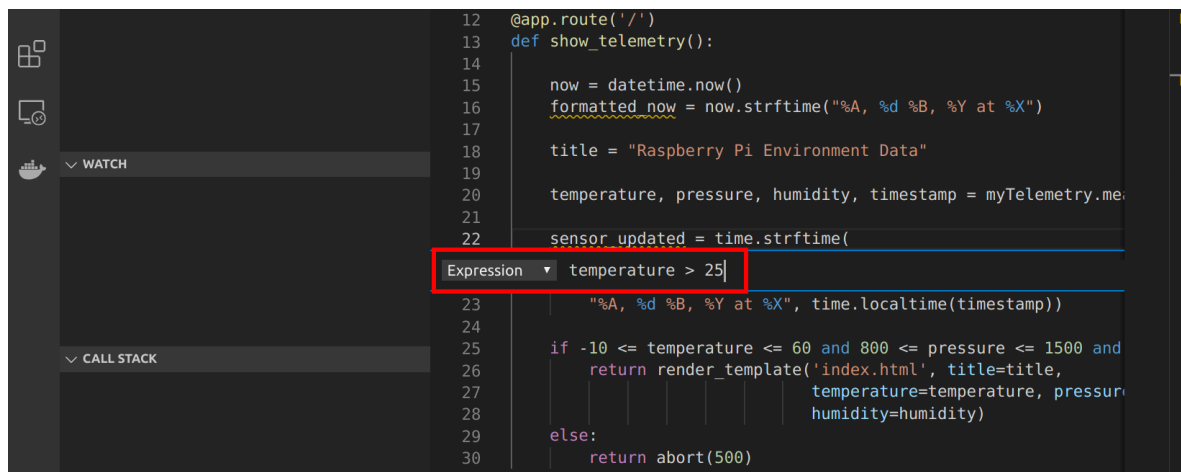 12 @app.route('/')
13 def show_telemetry():
14
15 now = datetime.now()
16 formatted_now = now.strftime("%A, %d %B, %Y at %X")
17
WATCH
18 title = "Raspberry Pi Environment Data"
19
20 temperature, pressure, humidity, timestamp = myTelemetry.mea
21
22 sensor_updated = time.strftime(
Expression ▼ temperature > 25
23 "%A, %d %B, %Y at %X", time.localtime(timestamp))
24
25 if -10 <= temperature <= 60 and 800 <= pressure <= 1500 and
CALL STACK
26 return render_template('index.html', title=title,
27 temperature=temperature, pressure
28 humidity=humidity)
29 else:
30 return abort(500)